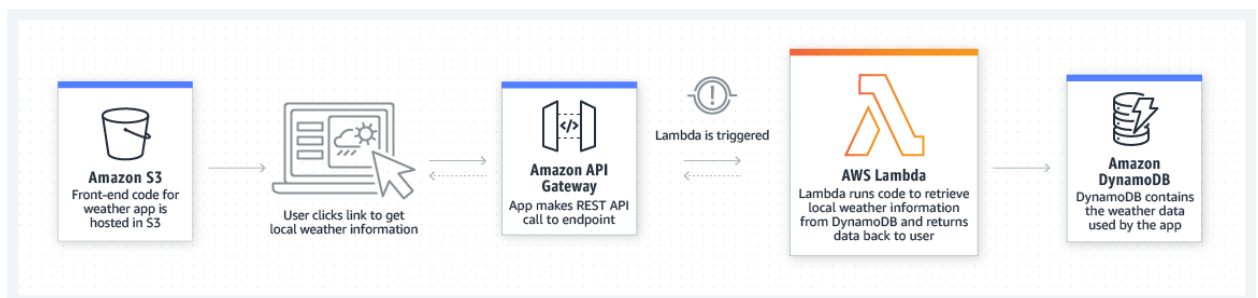 Amazon S3
Front-end code for
weather app is
hosted in S3
User clicks link to get
local weather information
</>
Amazon API
Gateway
App makes REST API
call to endpoint
Lambda is triggered
AWS Lambda
Lambda runs code to retrieve
local weather information
from DynamoDB and returns
data back to user
Amazon
DynamoDB
DynamoDB contains
the weather data
used by the app